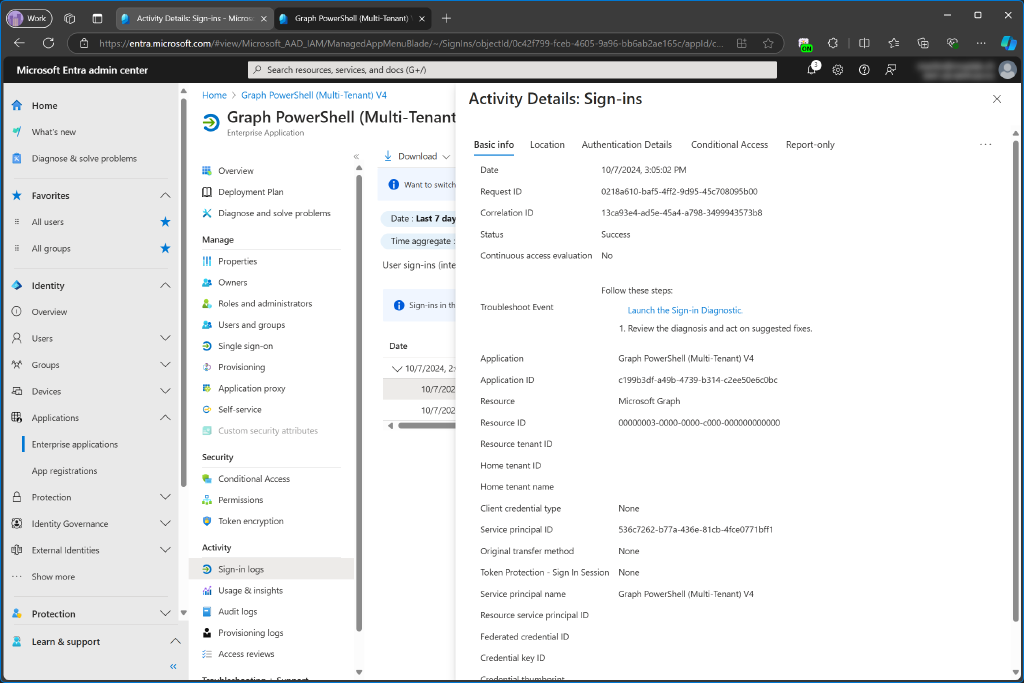 Work
Activity Details: Sign-ins - Micros
Graph PowerShell (Multi-Tenant)
https://entra.microsoft.com/#view/Microsoft_AAD_IAM/ManagedAppMenuBlade/~/SignIns/objectId/0c42f799-fceb-4605-9a96-bb6ab2ae165c/appId/c...
ON
Microsoft Entra admin center
Search resources, services, and docs (G+/)
3
Home
What's new
Diagnose & solve problems
Favorites
All users
All groups
Identity
Overview
Users
Groups
Devices
Applications
Enterprise applications
App registrations
Protection
Identity Governance
External Identities
Show more
Protection
Learn & support
Home > Graph PowerShell (Multi-Tenant) V4
Graph PowerShell (Multi-Tenant
Enterprise Application
Overview
Deployment Plan
Diagnose and solve problems
Manage
Properties
Owners
Roles and administrators
Users and groups
Single sign-on
Provisioning
Application proxy
Self-service
Custom security attributes
Security
Conditional Access
Permissions
Token encryption
Activity
Sign-in logs
Usage & insights
Audit logs
Provisioning logs
Access reviews
Troubleshooting + Support
Download
Want to switch
Date : Last 7 day
Time aggregate :
User sign-ins (inte
Sign-ins in th
Date
10/7/2024, 2:
10/7/202
10/7/202
Activity Details: Sign-ins
Basic info Location Authentication Details Conditional Access Report-only
Date 10/7/2024, 3:05:02 PM
Request ID 0218a610-baf5-4ff2-9d95-45c708095b00
Correlation ID 13ca93e4-ad5e-45a4-a798-3499943573b8
Status Success
Continuous access evaluation No
Follow these steps:
Troubleshoot Event
Launch the Sign-in Diagnostic.
1. Review the diagnosis and act on suggested fixes.
Application Graph PowerShell (Multi-Tenant) V4
Application ID c199b3df-a49b-4739-b314-c2ee50e6c0bc
Resource Microsoft Graph
Resource ID 00000003-0000-0000-c000-000000000000
Resource tenant ID
Home tenant ID
Home tenant name
Client credential type None
Service principal ID 536c7262-b77a-436e-81cb-4fce0771bff1
Original transfer method None
Token Protection - Sign In Session None
Service principal name Graph PowerShell (Multi-Tenant) V4
Resource service principal ID
Federated credential ID
Credential key ID
Credential thumbprint